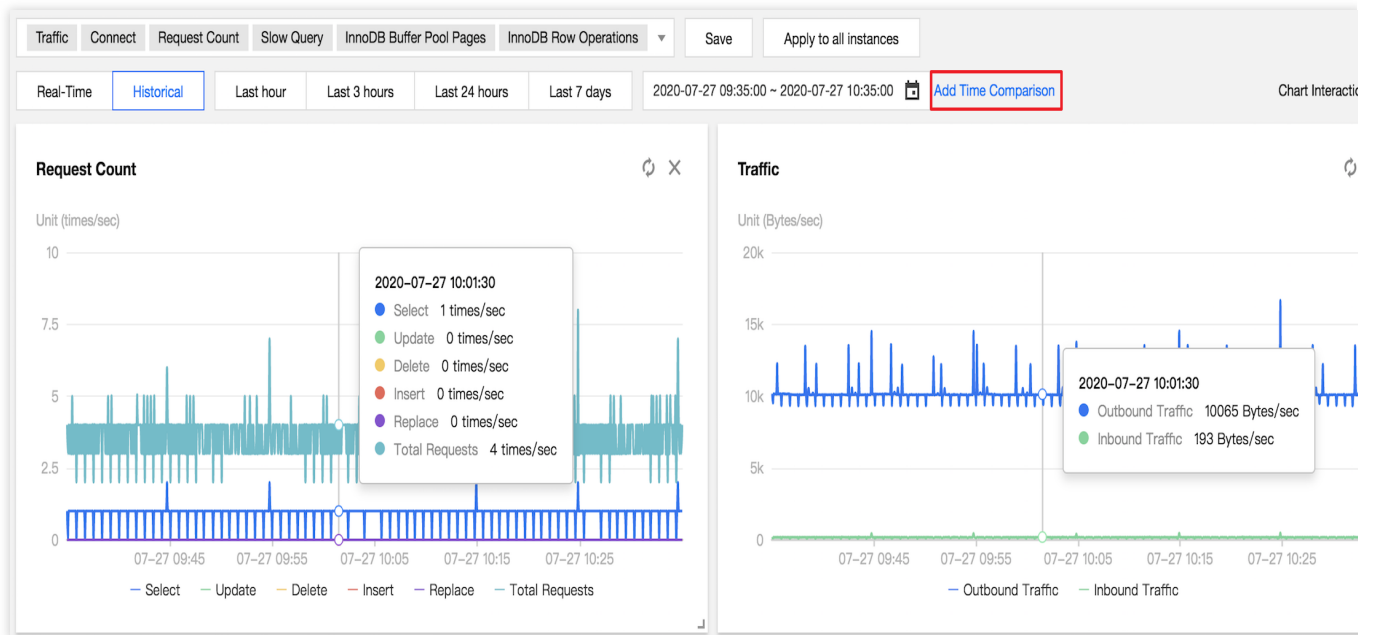 Traffic Connect Request Count Slow Query InnoDB Buffer Pool Pages InnoDB Row Operations Save Apply to all instances
Real-Time Historical Last hour Last 3 hours Last 24 hours Last 7 days 2020-07-27 09:35:00 ~ 2020-07-27 10:35:00 Add Time Comparison Chart Interactio
Request Count
Unit (times/sec)
10
7.5
5
2.5
0
2020-07-27 10:01:30
Select 1 times/sec
Update 0 times/sec
Delete 0 times/sec
Insert 0 times/sec
Replace 0 times/sec
Total Requests 4 times/sec
07-27 09:45 07-27 09:55 07-27 10:05 07-27 10:15 07-27 10:25
Select Update Delete Insert Replace Total Requests
Traffic
Unit (Bytes/sec)
20k
15k
10k
5k
0
2020-07-27 10:01:30
Outbound Traffic 10065 Bytes/sec
Inbound Traffic 193 Bytes/sec
07-27 09:45 07-27 09:55 07-27 10:05 07-27 10:15 07-27 10:25
Outbound Traffic Inbound Traffic